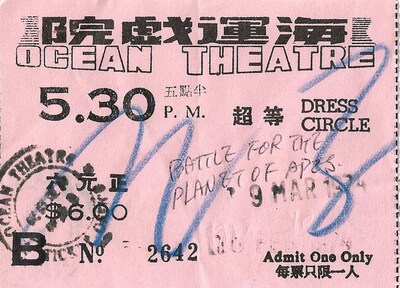 海運戲院
OCEAN THEATRE
五點半
5.30 P. M.
超等 DRESS CIRCLE
BATTLE FOR THE
PLANET OF APES.
9 MAR 1974
OCEAN THEATRE
六元正
$6.00
B Nº 2642
Admit One Only
每票只限一人